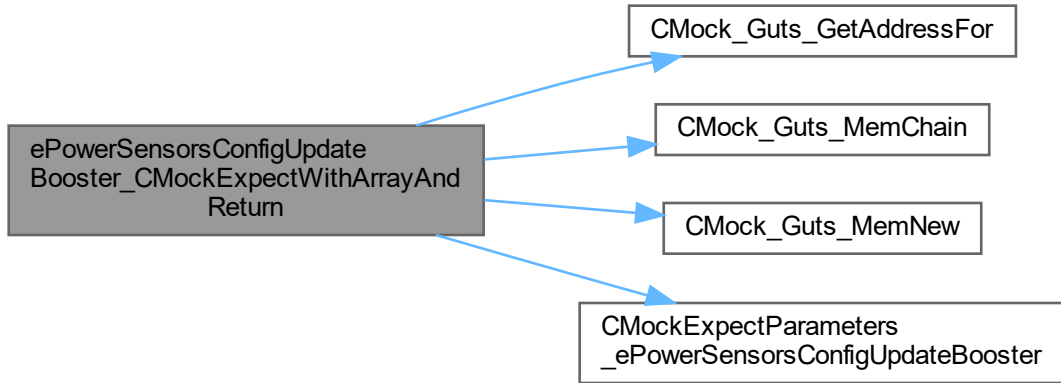 ePowerSensorsConfigUpdate
Booster_CMockExpectWithArrayAnd
Return
CMock_Guts_GetAddressFor
CMock_Guts_MemChain
CMock_Guts_MemNew
CMockExpectParameters
_ePowerSensorsConfigUpdateBooster